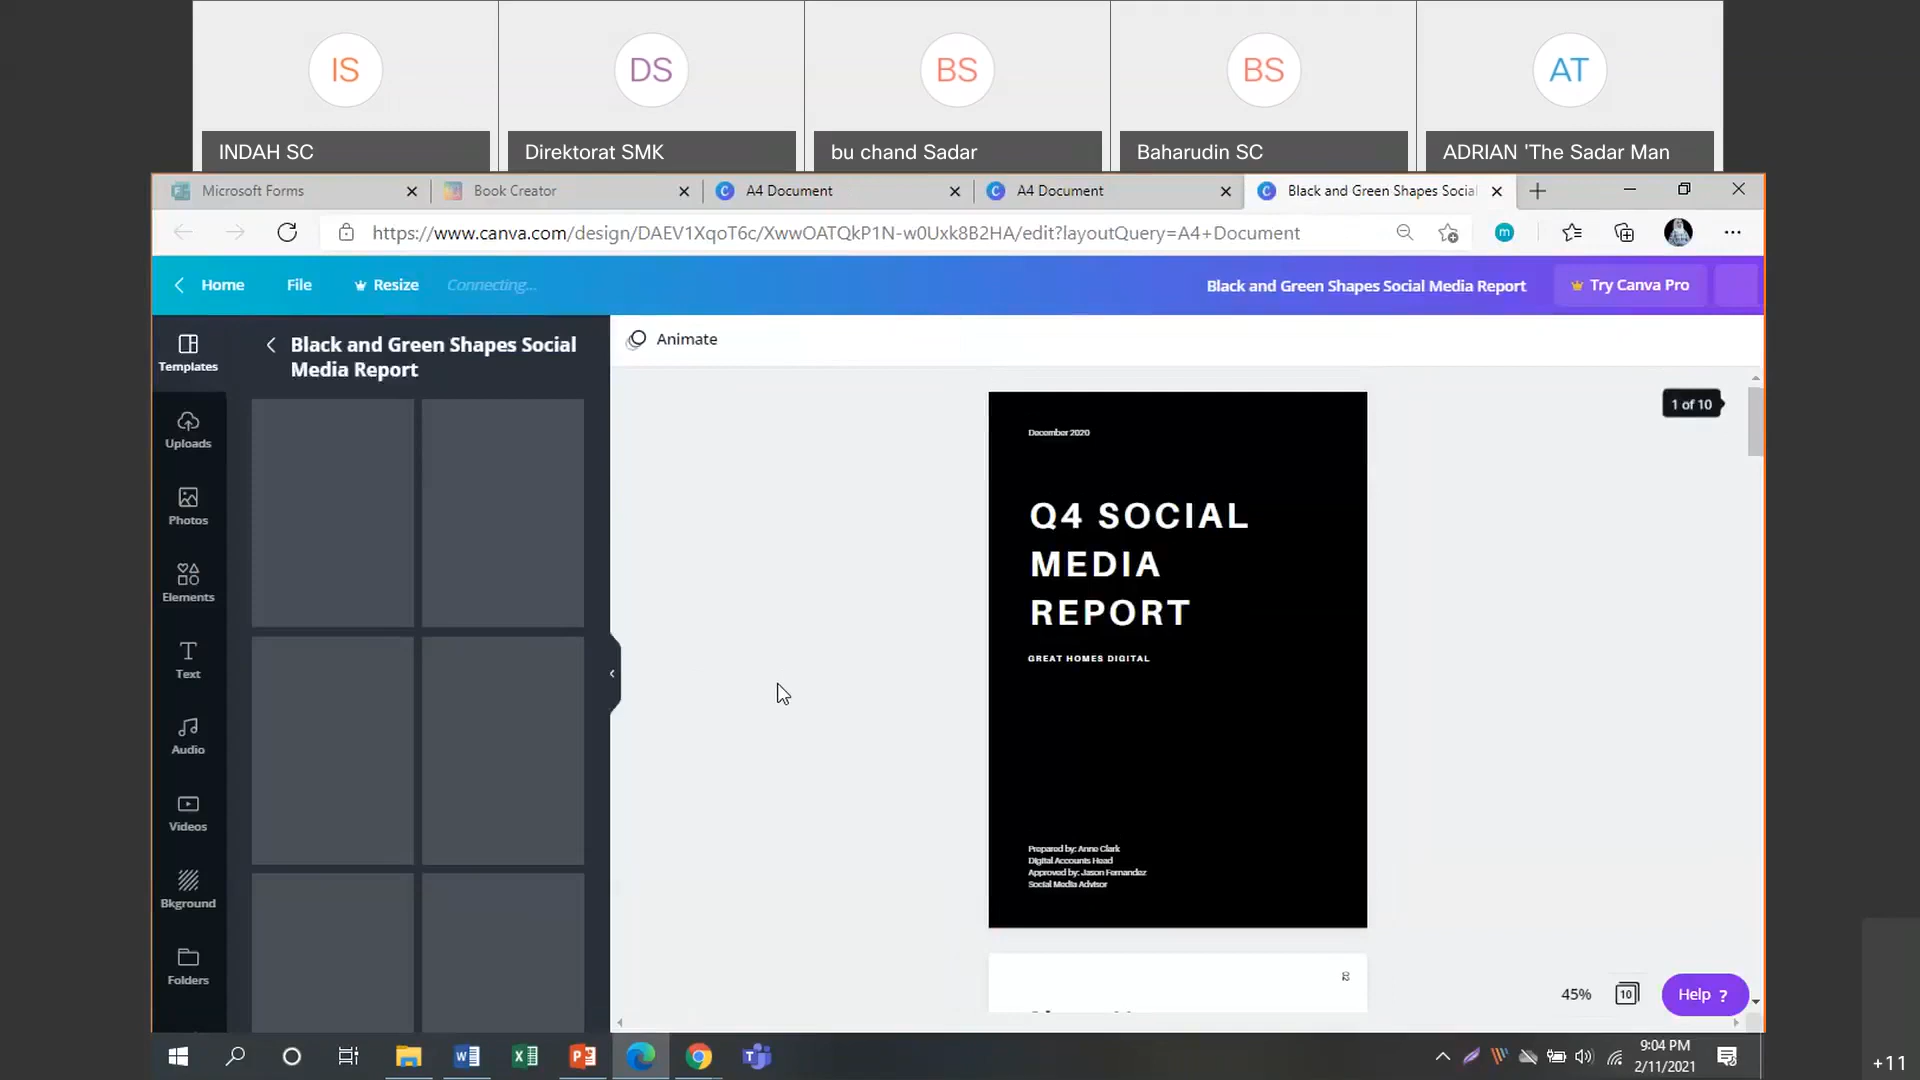 IS
DS
BS
BS
AT
INDAH SC
Direktorat SMK
bu chand Sadar
Baharudin SC
ADRIAN 'The Sadar Man
Microsoft Forms
Book Creator
A4 Document
A4 Document
Black and Green Shapes Social
https://www.canva.com/design/DAEV1XqoT6c/XwwOATQkP1N-w0Uxk8B2HA/edit?layoutQuery=A4+Document
m
Home
File
Resize
Connecting...
Black and Green Shapes Social Media Report
Try Canva Pro
Templates
Uploads
Photos
Elements
Text
Audio
Videos
Bkground
Folders
Black and Green Shapes Social
Media Report
Animate
1 of 10
December 2020
Q4 SOCIAL
MEDIA
REPORT
GREAT HOMES DIGITAL
Prepared by: Anne Clark
Digital Accounts Head
Approved by: Jason Fernandez
Social Media Advisor
45%
10
Help ?
9:04 PM
2/11/2021
+11